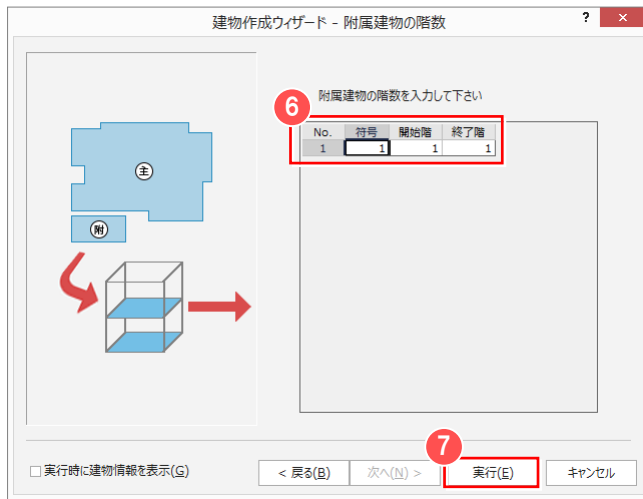 建物作成ウィザード - 附属建物の階数
? ×
附属建物の階数を入力して下さい
6
No. 符号 開始階 終了階
1 1 1 1
主
附
7
実行時に建物情報を表示(G)
< 戻る(B) 次へ(N) > 実行(E) キャンセル